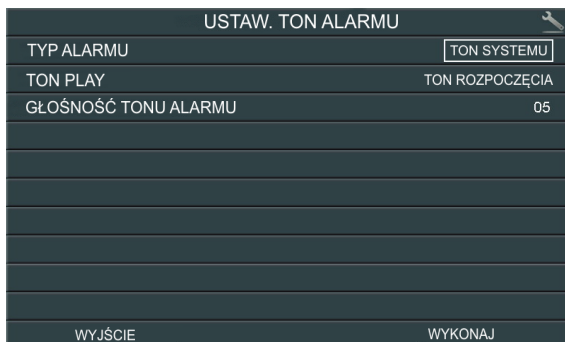 USTAW. TON ALARMU
TYP ALARMU TON SYSTEMU
TON PLAY TON ROZPOCZĘCIA
GŁOŚNOŚĆ TONU ALARMU 05
WYJŚCIE WYKONAJ